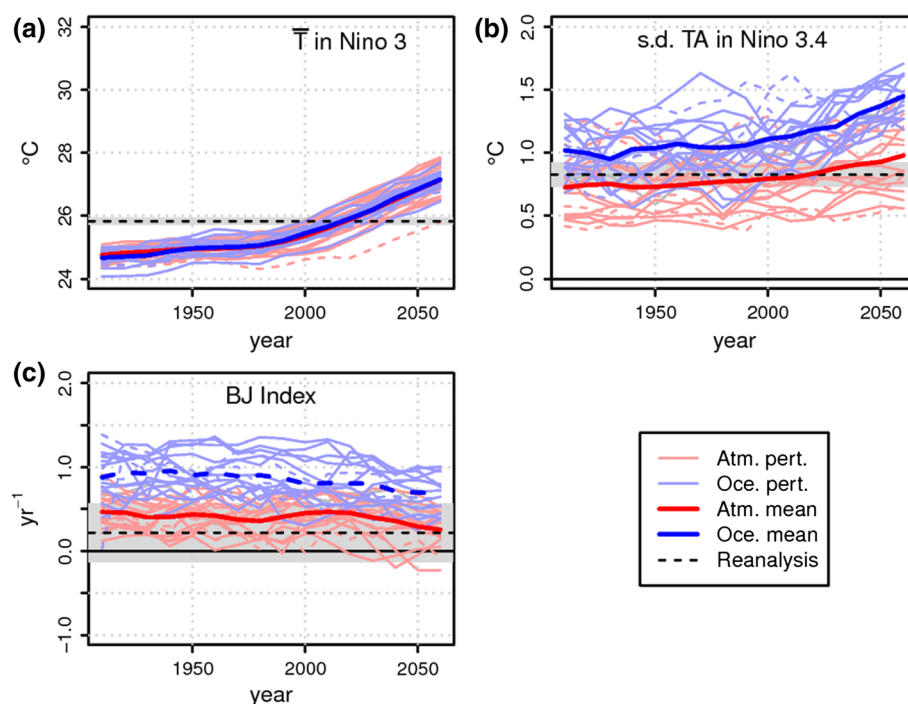 (a)
T̅ in Nino 3
32
30
28
26
24
°C
1950
2000
2050
year
(b)
s.d. TA in Nino 3.4
2.0
1.5
1.0
0.5
0.0
°C
1950
2000
2050
year
(c)
BJ Index
2.0
1.0
0.0
−1.0
yr⁻¹
1950
2000
2050
year
Atm. pert.
Oce. pert.
Atm. mean
Oce. mean
Reanalysis